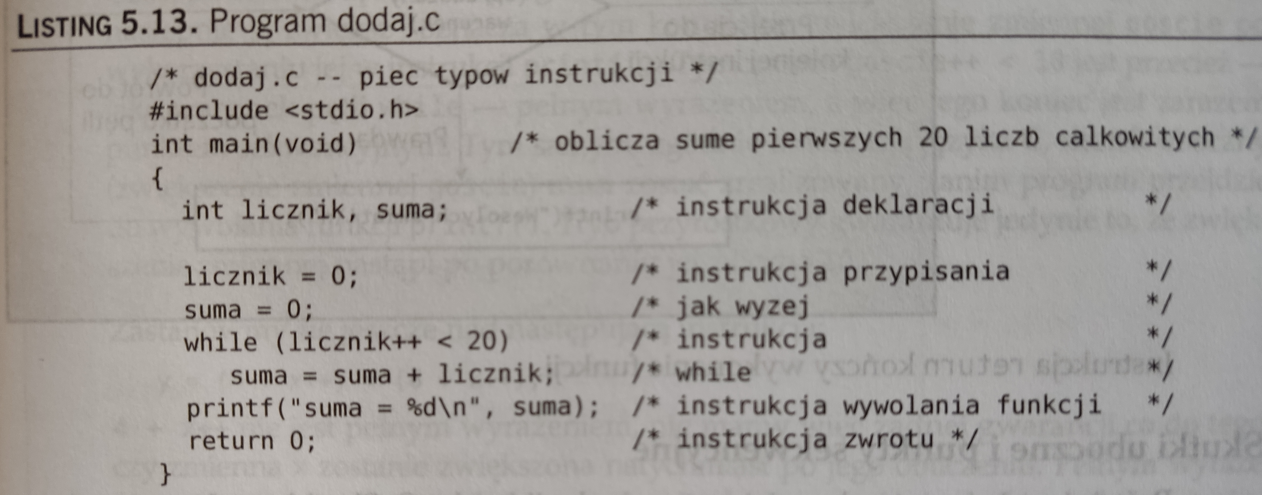 LISTING 5.13. Program dodaj.c
/* dodaj.c -- piec typow instrukcji */
#include <stdio.h>
int main(void)          /* oblicza sume pierwszych 20 liczb calkowitych */
{
  int licznik, suma;           /* instrukcja deklaracji         */

  licznik = 0;                 /* instrukcja przypisania        */
  suma = 0;                    /* jak wyzej                     */
  while (licznik++ < 20)       /* instrukcja                    */
     suma = suma + licznik;    /* while                         */
  printf("suma = %d\n", suma); /* instrukcja wywolania funkcji  */
  return 0;                    /* instrukcja zwrotu */
}